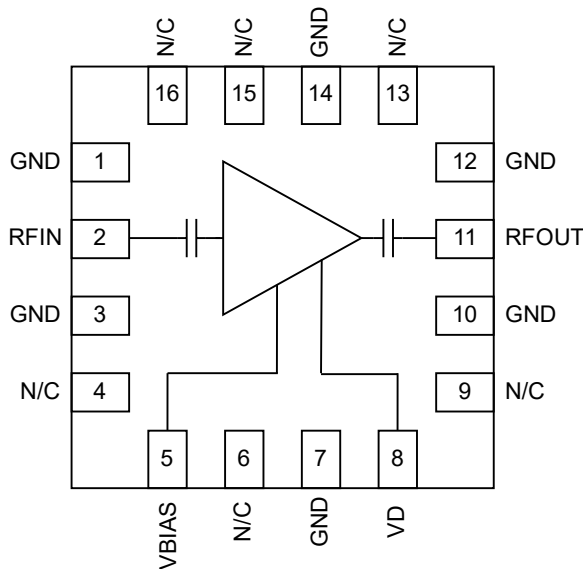 N/C
N/C
GND
N/C
16
15
14
13
GND
1
12
GND
RFIN
2
11
RFOUT
GND
3
10
GND
N/C
4
9
N/C
5
6
7
8
VBIAS
N/C
GND
VD